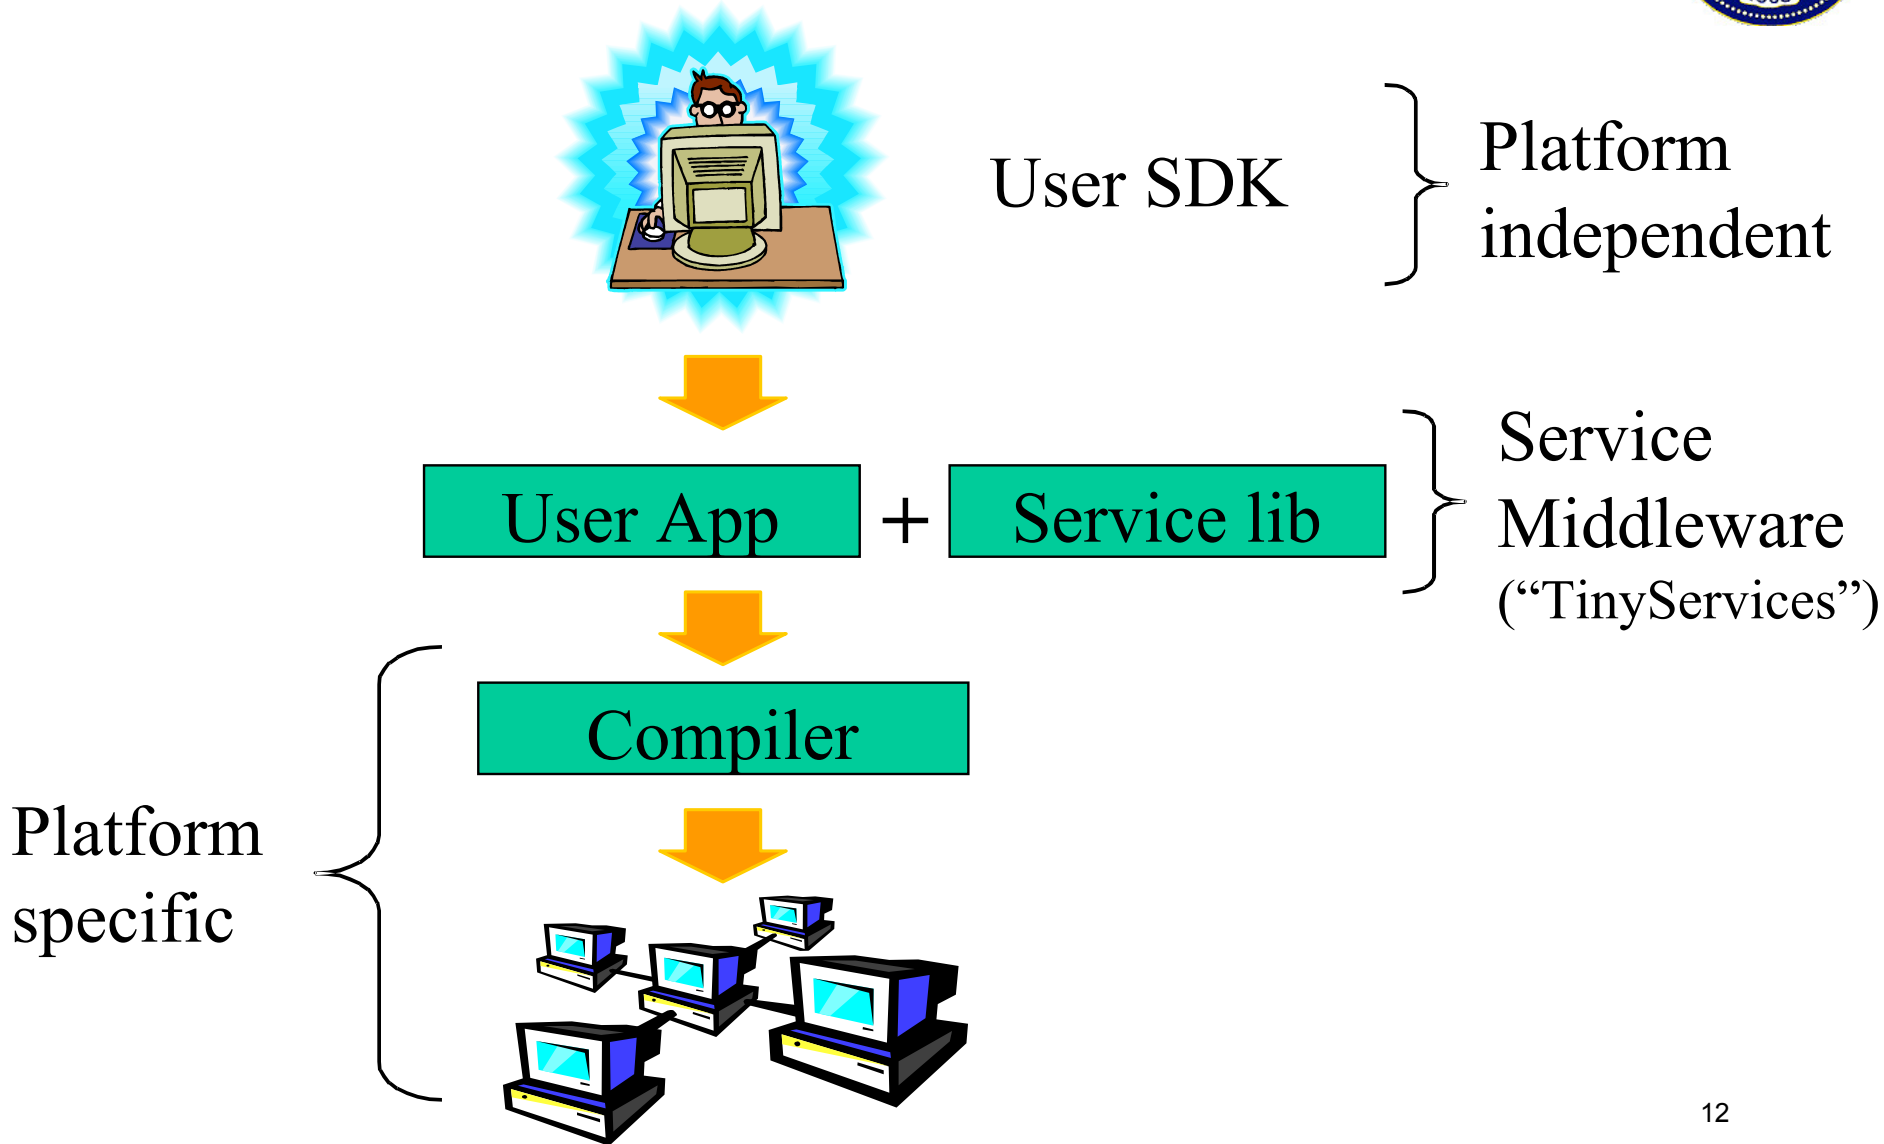 User SDK
Platform
independent
User App
+
Service lib
Service
Middleware
(“TinyServices”)
Compiler
Platform
specific
12